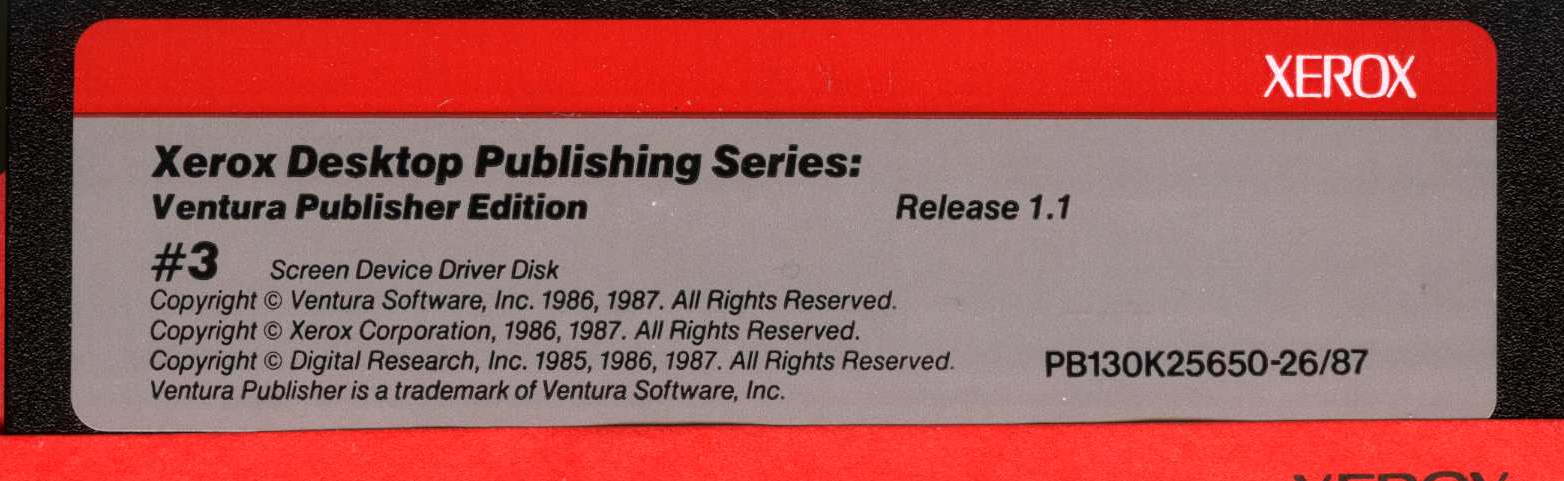 XEROX
Xerox Desktop Publishing Series:
Ventura Publisher Edition Release 1.1
#3 Screen Device Driver Disk
Copyright © Ventura Software, Inc. 1986, 1987. All Rights Reserved.
Copyright © Xerox Corporation, 1986, 1987. All Rights Reserved.
Copyright © Digital Research, Inc. 1985, 1986, 1987. All Rights Reserved.
PB130K25650-26/87
Ventura Publisher is a trademark of Ventura Software, Inc.
XEROX